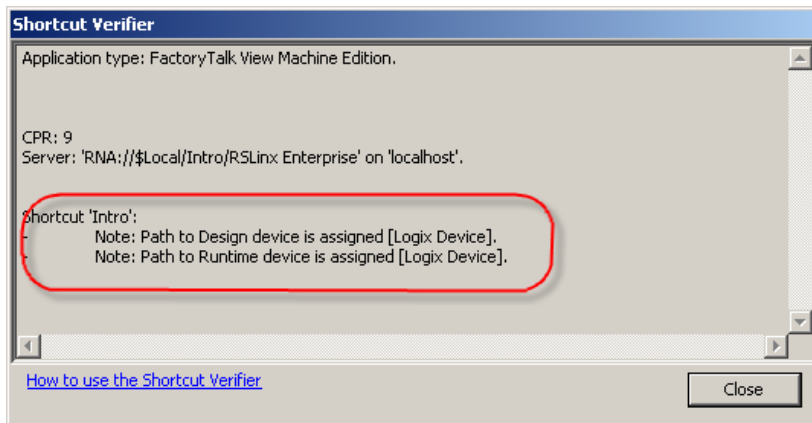 Shortcut Verifier
Application type: FactoryTalk View Machine Edition.
CPR: 9
Server: 'RNA://$Local/Intro/RSLinx Enterprise' on 'localhost'.
Shortcut 'Intro':
- Note: Path to Design device is assigned [Logix Device].
- Note: Path to Runtime device is assigned [Logix Device].
How to use the Shortcut Verifier
Close